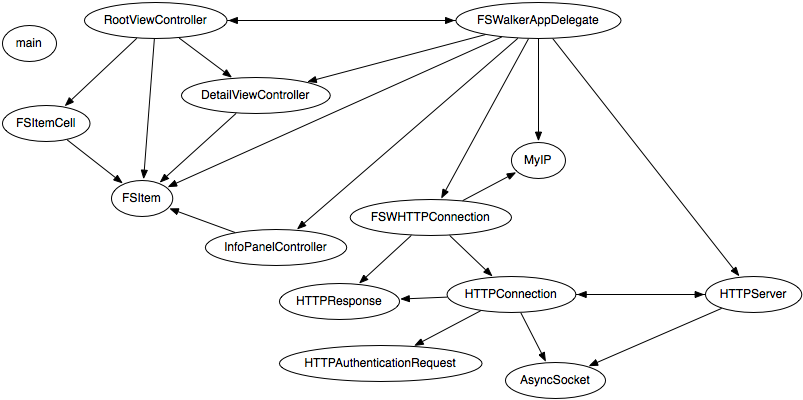 RootViewController
FSWalkerAppDelegate
main
DetailViewController
FSItemCell
MyIP
FSItem
FSWHTTPConnection
InfoPanelController
HTTPResponse
HTTPConnection
HTTPServer
HTTPAuthenticationRequest
AsyncSocket